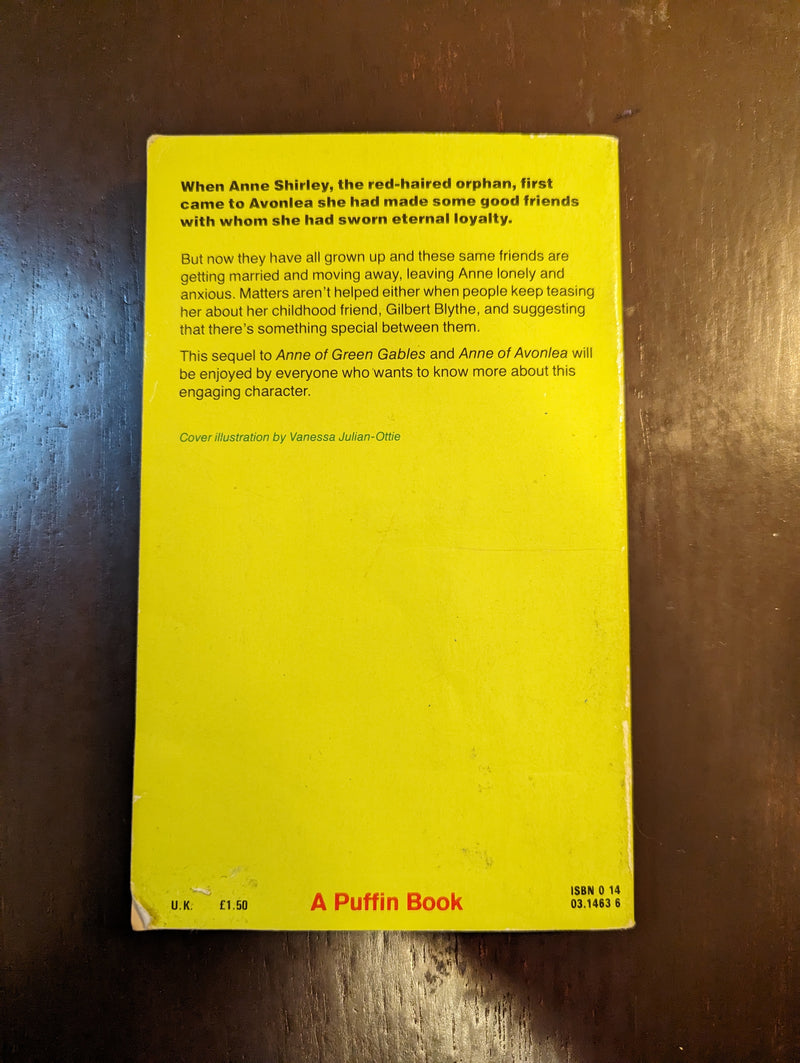 When Anne Shirley, the red-haired orphan, first
came to Avonlea she had made some good friends
with whom she had sworn eternal loyalty.
But now they have all grown up and these same friends are
getting married and moving away, leaving Anne lonely and
anxious. Matters aren't helped either when people keep teasing
her about her childhood friend, Gilbert Blythe, and suggesting
that there's something special between them.
This sequel to Anne of Green Gables and Anne of Avonlea will
be enjoyed by everyone who wants to know more about this
engaging character.
Cover illustration by Vanessa Julian-Ottie
U.K. £1.50
A Puffin Book
ISBN 0 14
03.1463 6